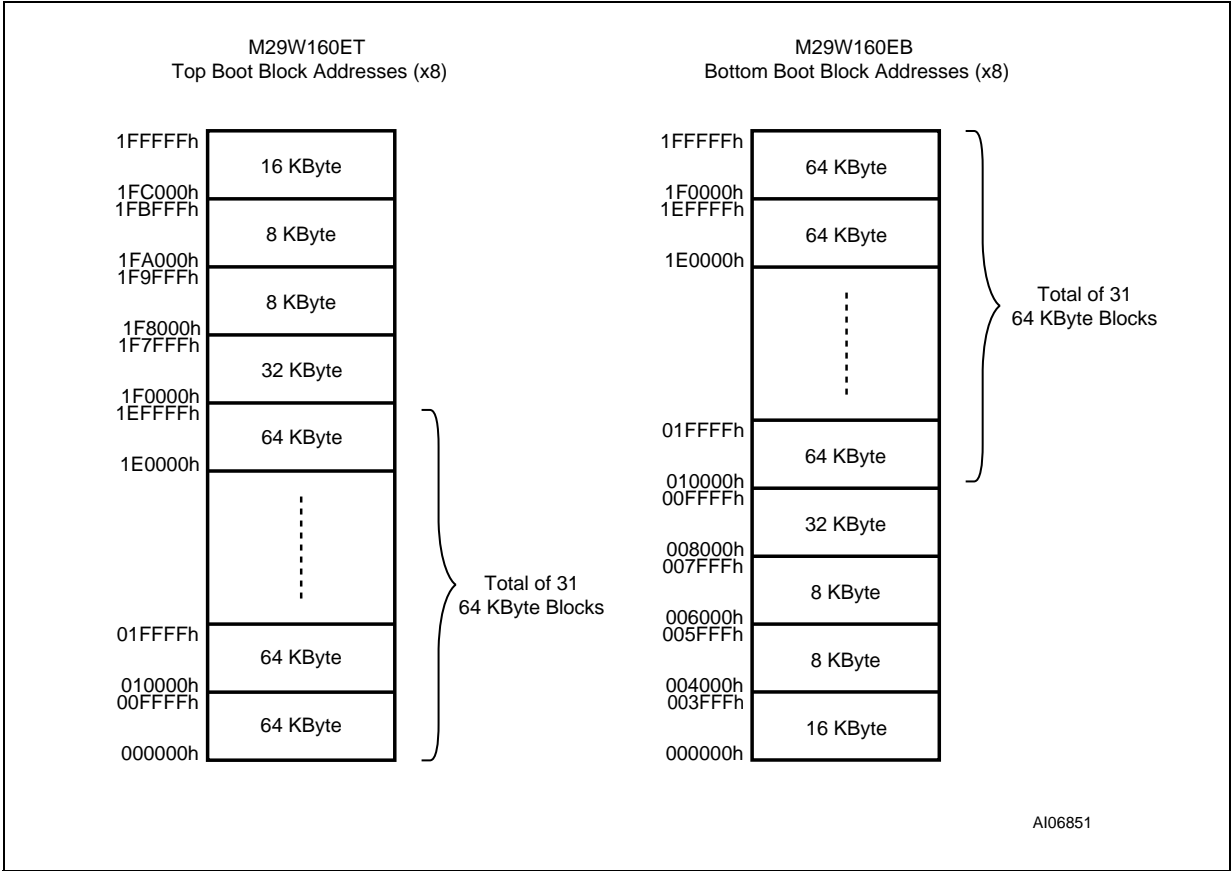 M29W160ET
Top Boot Block Addresses (x8)
1FFFFFh
16 KByte
1FC000h
1FBFFFh
8 KByte
1FA000h
1F9FFFh
8 KByte
1F8000h
1F7FFFh
32 KByte
1F0000h
1EFFFFh
64 KByte
1E0000h
Total of 31
64 KByte Blocks
01FFFFh
64 KByte
010000h
00FFFFh
64 KByte
000000h
M29W160EB
Bottom Boot Block Addresses (x8)
1FFFFFh
64 KByte
1F0000h
1EFFFFh
64 KByte
1E0000h
Total of 31
64 KByte Blocks
01FFFFh
64 KByte
010000h
00FFFFh
32 KByte
008000h
007FFFh
8 KByte
006000h
005FFFh
8 KByte
004000h
003FFFh
16 KByte
000000h
AI06851